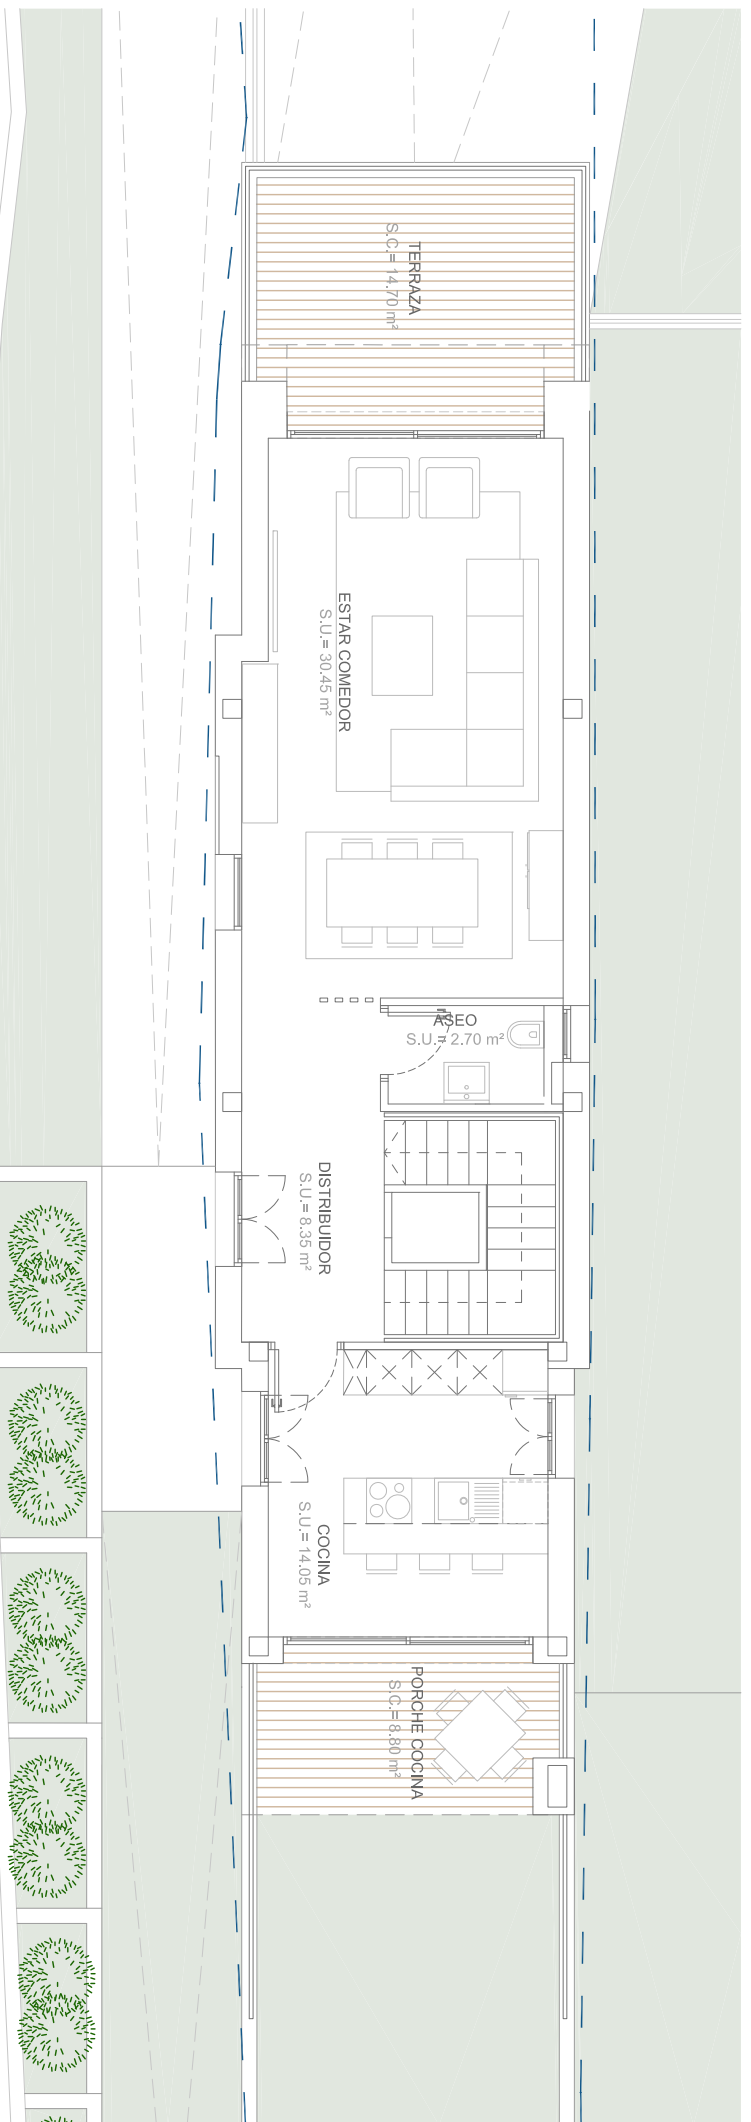 TERRAZA
S.C.= 14.70 m²
ESTAR COMEDOR
S.U.= 30.45 m²
ASEO
S.U.= 2.70 m²
DISTRIBUIDOR
S.U.= 8.35 m²
COCINA
S.U.= 14.05 m²
PORCHE COCINA
S.C.= 8.80 m²